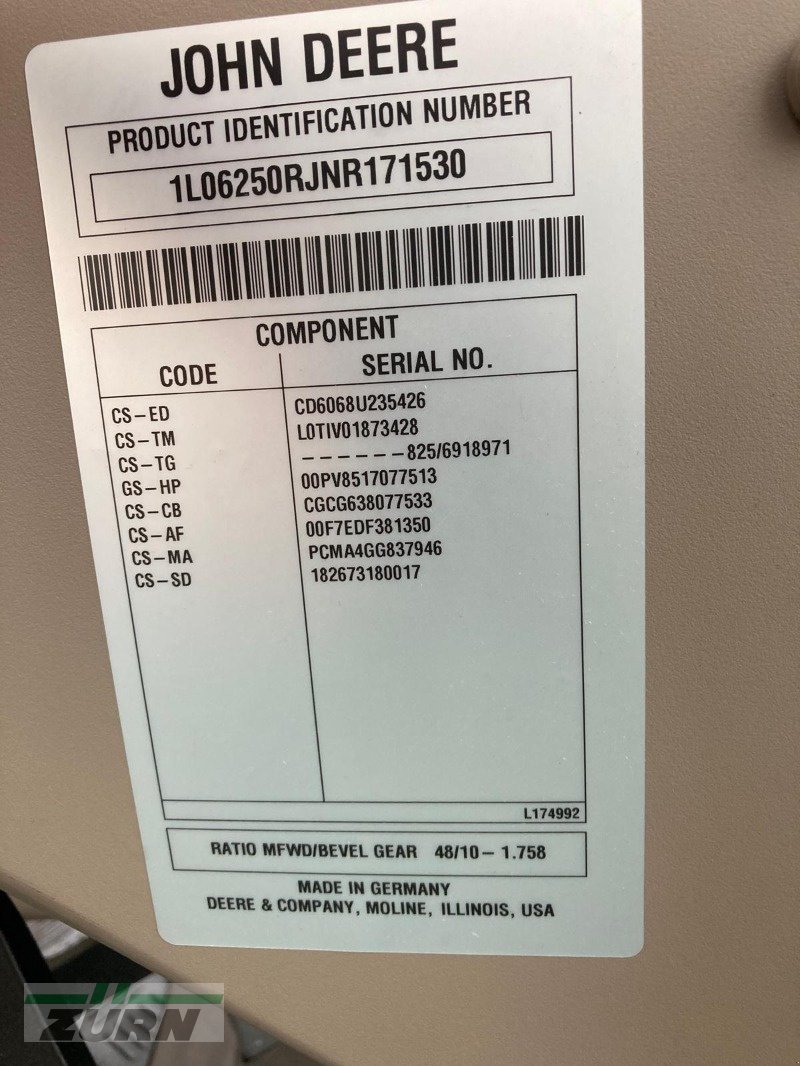 JOHN DEERE
PRODUCT IDENTIFICATION NUMBER
1L06250RJNR171530
COMPONENT
CODE SERIAL NO.
CS-ED CD6068U235426
CS-TM L0TIV01873428
CS-TG ------825/6918971
GS-HP 00PV8517077513
CS-CB CGCG638077533
CS-AF 00F7EDF381350
CS-MA PCMA4GG837946
CS-SD 182673180017
L174992
RATIO MFWD/BEVEL GEAR 48/10-1.758
MADE IN GERMANY
DEERE & COMPANY, MOLINE, ILLINOIS, USA
ZÜRN